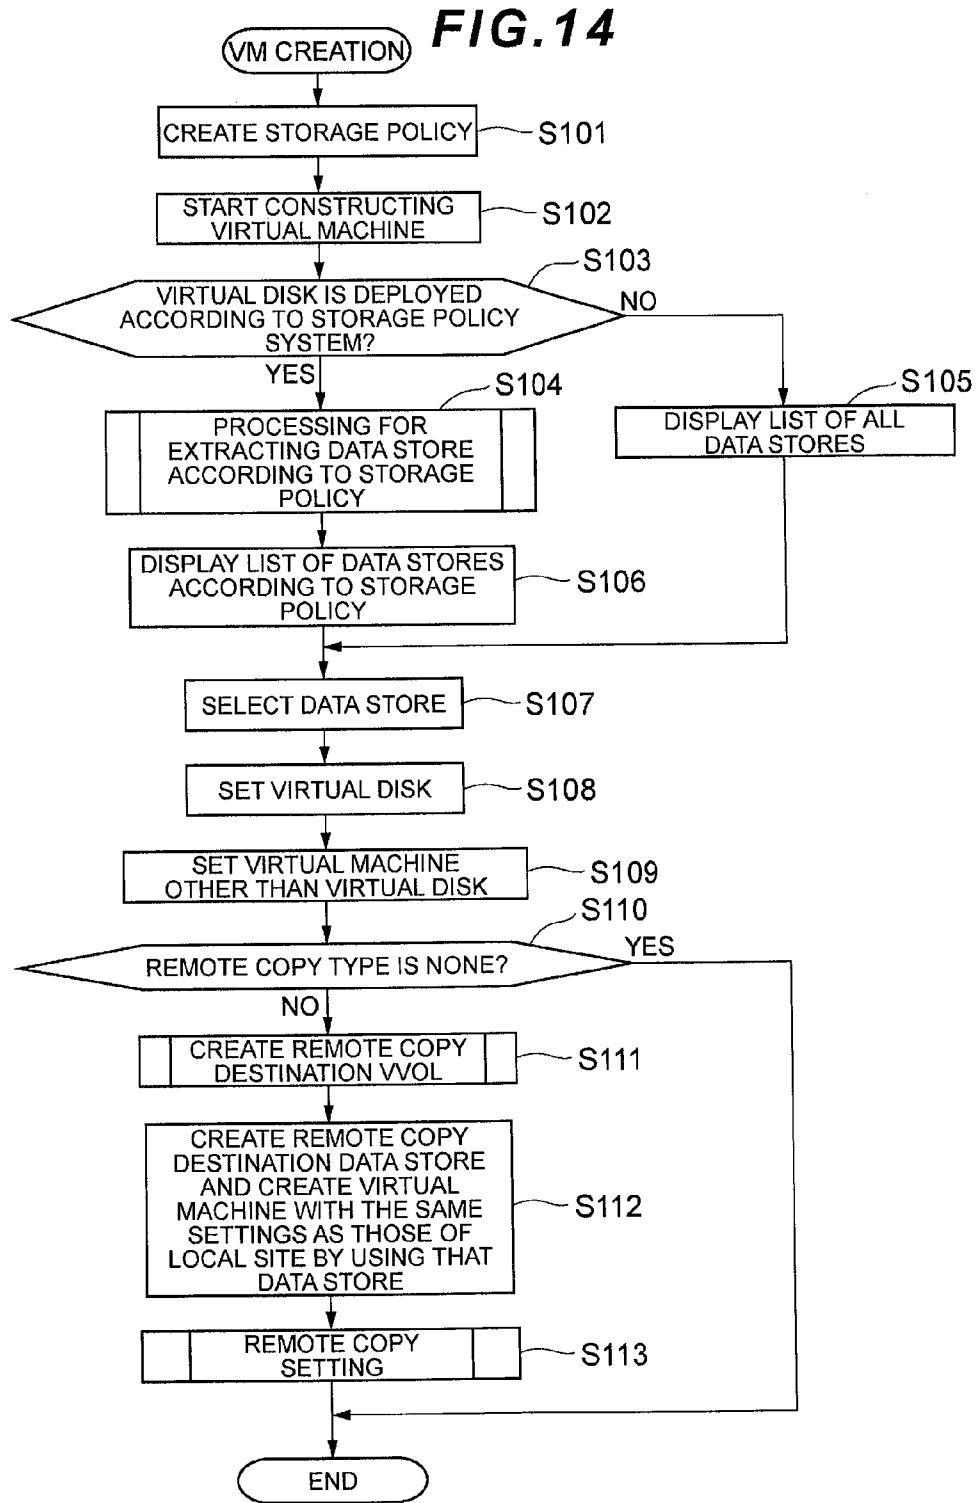 FIG.14
VM CREATION
CREATE STORAGE POLICY
S101
START CONSTRUCTING
VIRTUAL MACHINE
S102
S103
VIRTUAL DISK IS DEPLOYED
ACCORDING TO STORAGE POLICY
SYSTEM?
NO
YES
S104
PROCESSING FOR
EXTRACTING DATA STORE
ACCORDING TO STORAGE
POLICY
S105
DISPLAY LIST OF ALL
DATA STORES
DISPLAY LIST OF DATA STORES
ACCORDING TO STORAGE
POLICY
S106
SELECT DATA STORE
S107
SET VIRTUAL DISK
S108
SET VIRTUAL MACHINE
OTHER THAN VIRTUAL DISK
S109
S110
REMOTE COPY TYPE IS NONE?
YES
NO
CREATE REMOTE COPY
DESTINATION VVOL
S111
CREATE REMOTE COPY
DESTINATION DATA STORE
AND CREATE VIRTUAL
MACHINE WITH THE SAME
SETTINGS AS THOSE OF
LOCAL SITE BY USING THAT
DATA STORE
S112
REMOTE COPY
SETTING
S113
END